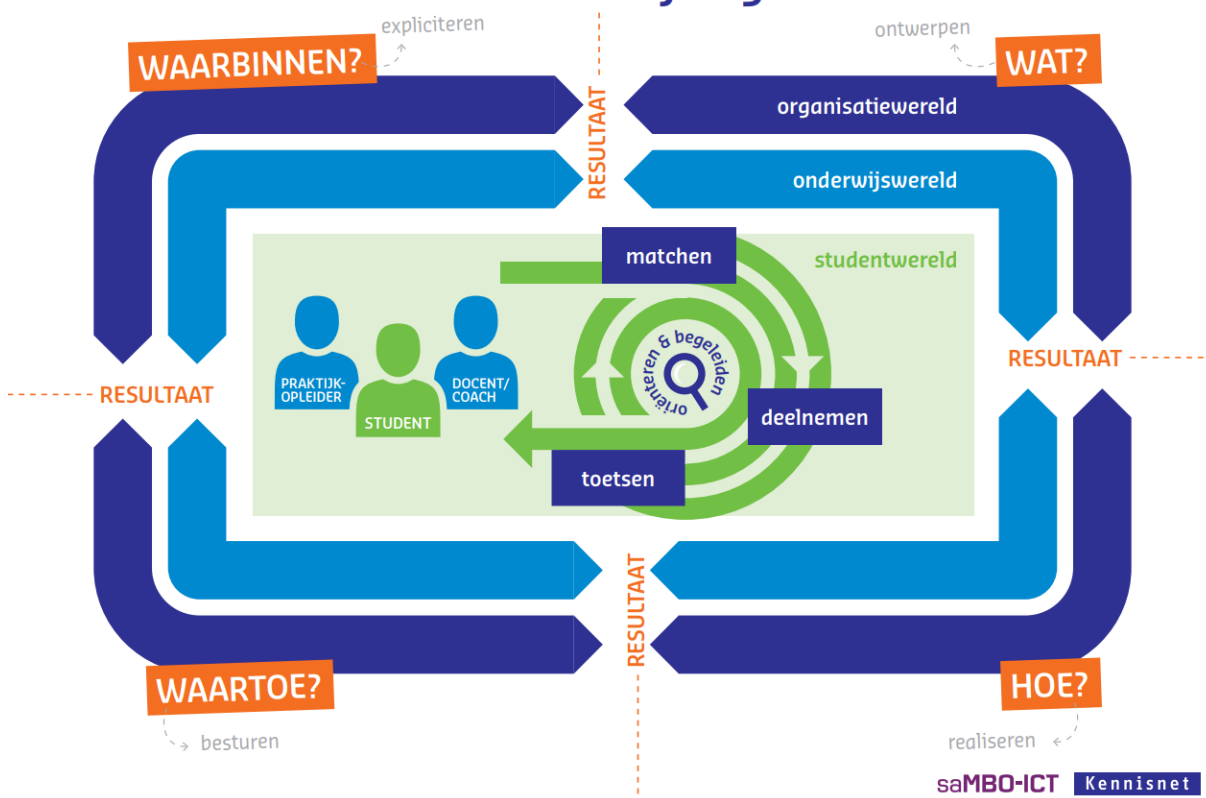 expliciteren
ontwerpen
WAARBINNEN?
WAT?
organisatiewereld
RESULTAAT
onderwijswereld
matchen
studentwereld
oriënteren & begeleiden
PRAKTIJK-
OPLEIDER
DOCENT/
COACH
STUDENT
deelnemen
toetsen
RESULTAAT
RESULTAAT
RESULTAAT
WAARTOE?
HOE?
besturen
realiseren
saMBO-ICT
Kennisnet